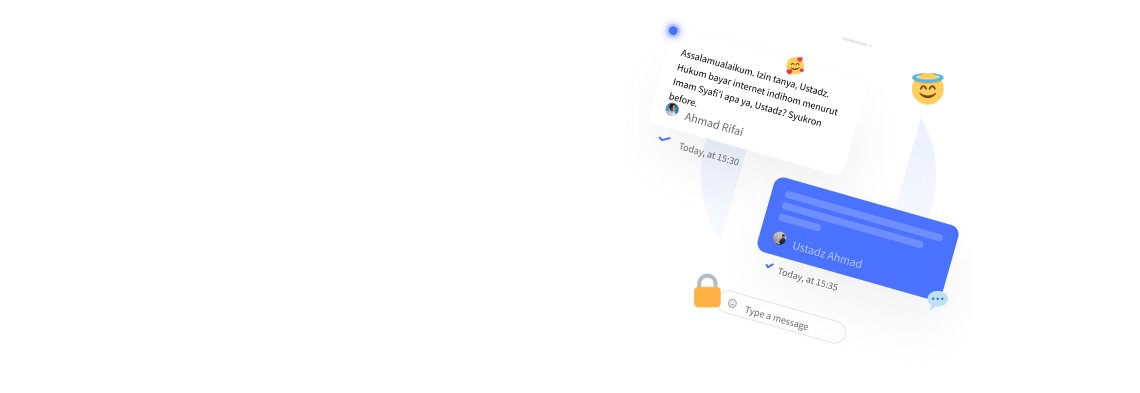 Assalamualaikum. Izin tanya, Ustadz.
Hukum bayar internet indihom menurut
Imam Syafi'i apa ya, Ustadz? Syukron
before.
Ahmad Rifai
Today, at 15:30
Ustadz Ahmad
Today, at 15:35
Type a message